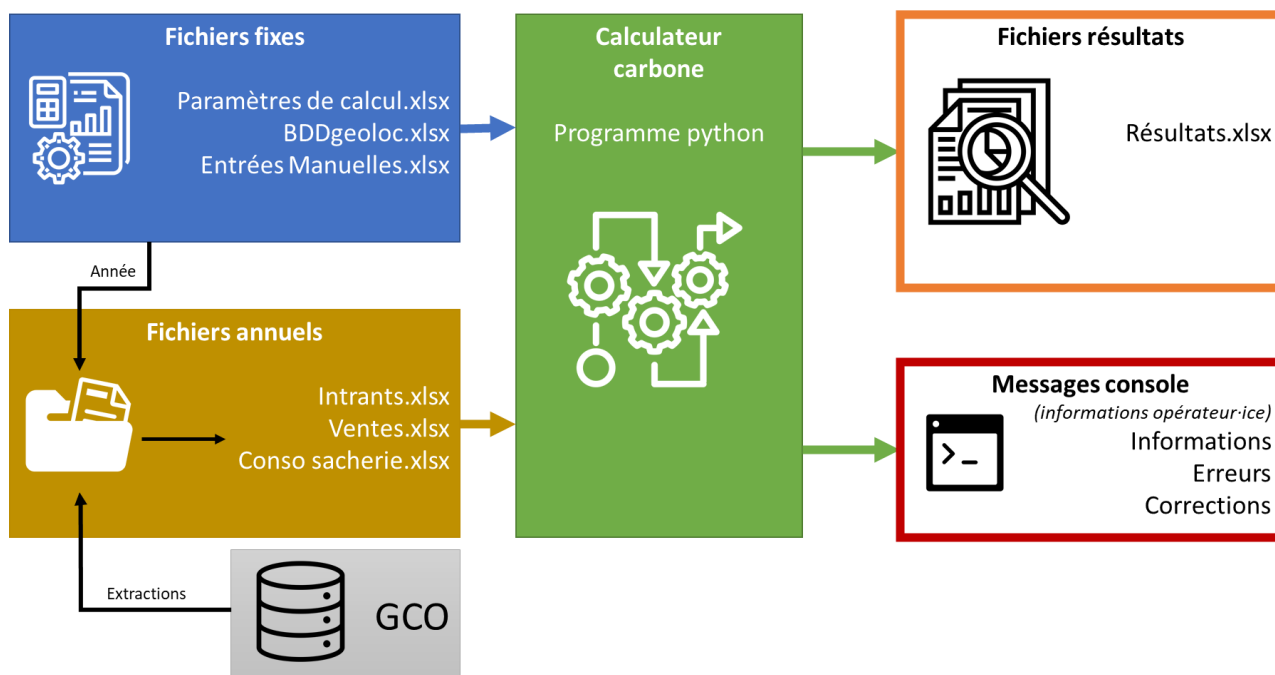 Fichiers fixes
Paramètres de calcul.xlsx
BDDgeoloc.xlsx
Entrées Manuelles.xlsx
Année
Fichiers annuels
Intrants.xlsx
Ventes.xlsx
Conso sacherie.xlsx
Extractions
GCO
Calculateur
carbone
Programme python
Fichiers résultats
Résultats.xlsx
Messages console
(informations opérateur·ice)
Informations
Erreurs
Corrections